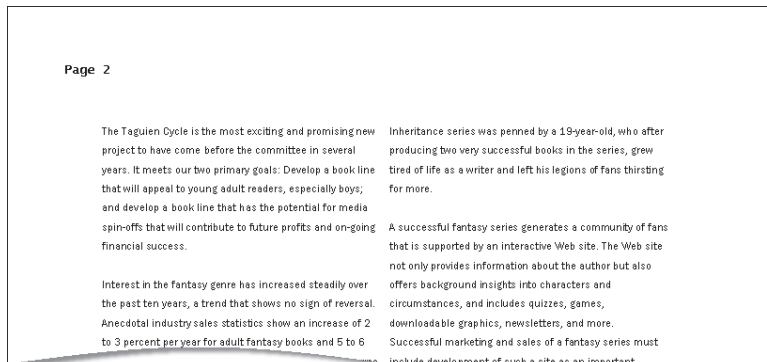 Page 2
The Taguien Cycle is the most exciting and promising new
project to have come before the committee in several
years. It meets our two primary goals: Develop a book line
that will appeal to young adult readers, especially boys;
and develop a book line that has the potential for media
spin-offs that will contribute to future profits and on-going
financial success.
Interest in the fantasy genre has increased steadily over
the past ten years, a trend that shows no sign of reversal.
Anecdotal industry sales statistics show an increase of 2
to 3 percent per year for adult fantasy books and 5 to 6
Inheritance series was penned by a 19-year-old, who after
producing two very successful books in the series, grew
tired of life as a writer and left his legions of fans thirsting
for more.
A successful fantasy series generates a community of fans
that is supported by an interactive Web site. The Web site
not only provides information about the author but also
offers background insights into characters and
circumstances, and includes quizzes, games,
downloadable graphics, newsletters, and more.
Successful marketing and sales of a fantasy series must
include development of such a site as an important